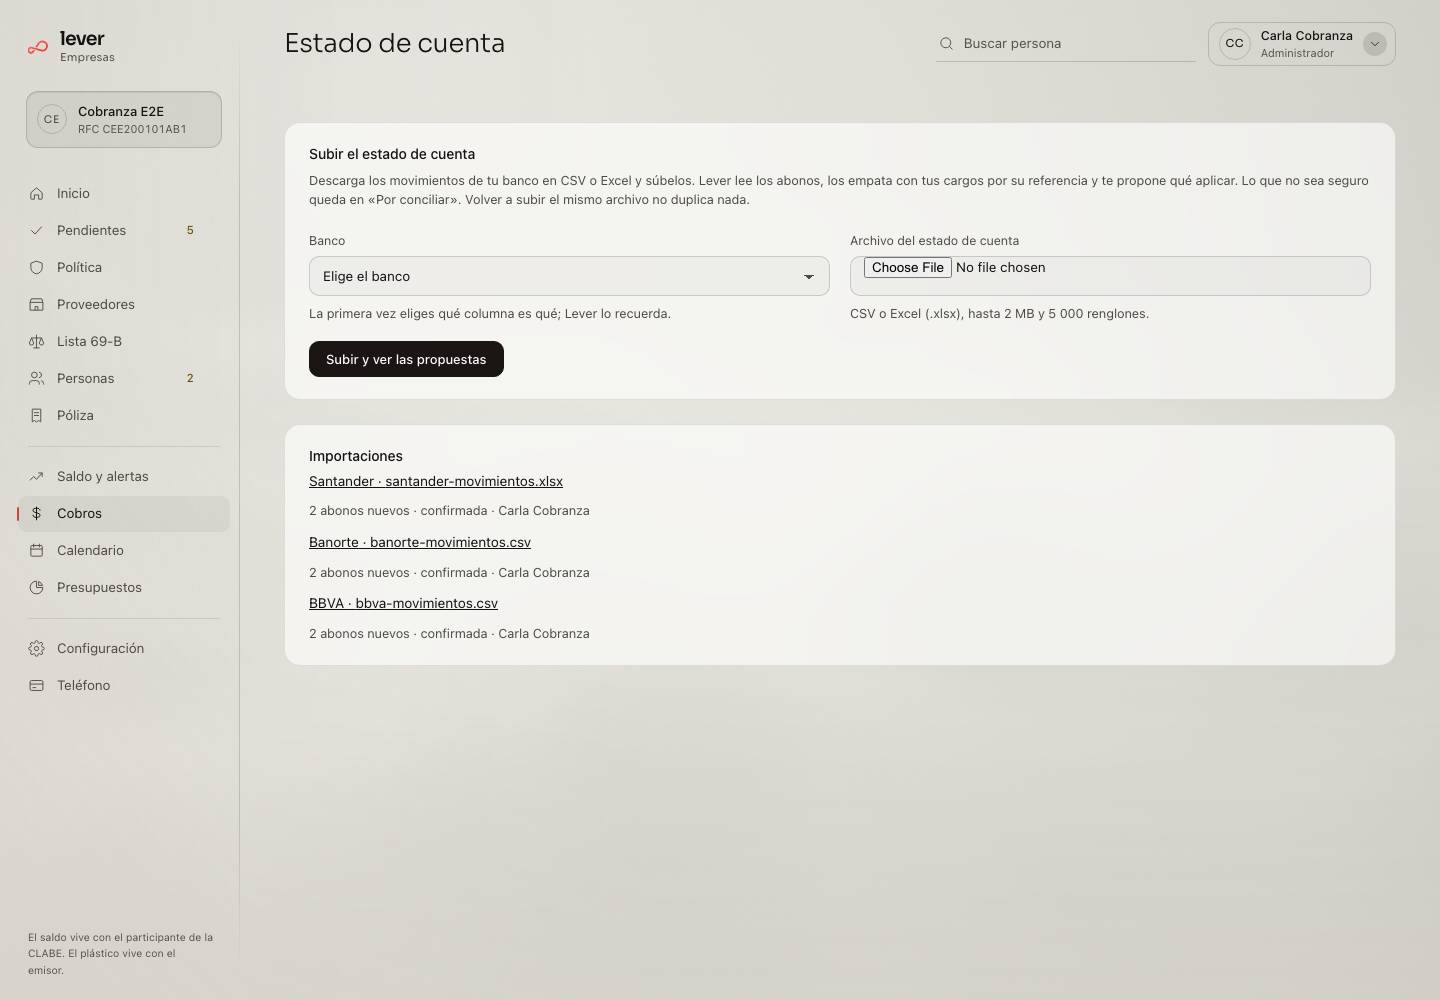 lever
Empresas
Estado de cuenta
Buscar persona
CC
Carla Cobranza
Administrador
CE
Cobranza E2E
RFC CEE200101AB1
Inicio
Pendientes 5
Política
Proveedores
Lista 69-B
Personas 2
Póliza
Saldo y alertas
Cobros
Calendario
Presupuestos
Configuración
Teléfono
El saldo vive con el participante de la
CLABE. El plástico vive con el
emisor.
Subir el estado de cuenta
Descarga los movimientos de tu banco en CSV o Excel y súbelos. Lever lee los abonos, los empata con tus cargos por su referencia y te propone qué aplicar. Lo que no sea seguro
queda en «Por conciliar». Volver a subir el mismo archivo no duplica nada.
Banco
Elige el banco
La primera vez eliges qué columna es qué; Lever lo recuerda.
Archivo del estado de cuenta
Choose File No file chosen
CSV o Excel (.xlsx), hasta 2 MB y 5 000 renglones.
Subir y ver las propuestas
Importaciones
Santander · santander-movimientos.xlsx
2 abonos nuevos · confirmada · Carla Cobranza
Banorte · banorte-movimientos.csv
2 abonos nuevos · confirmada · Carla Cobranza
BBVA · bbva-movimientos.csv
2 abonos nuevos · confirmada · Carla Cobranza